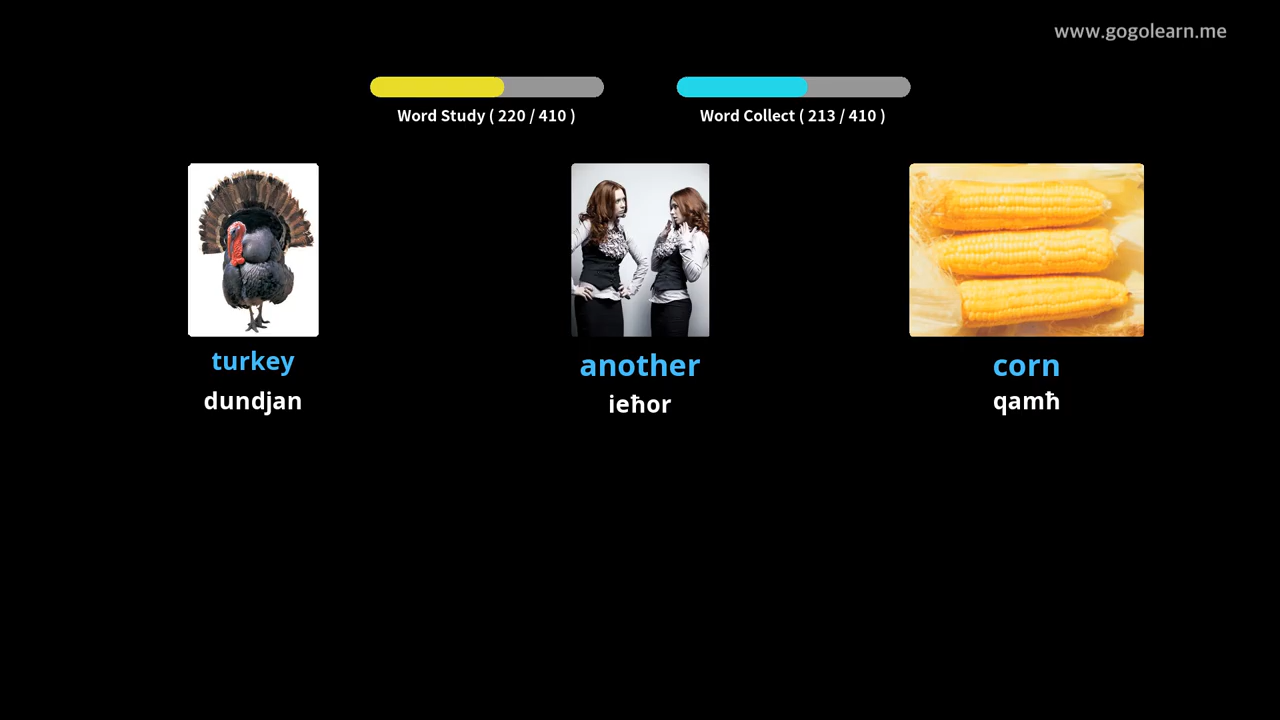 www.gogolearn.me
Word Study ( 220 / 410 )
Word Collect ( 213 / 410 )
turkey
another
corn
dundjan
ieħor
qamħ